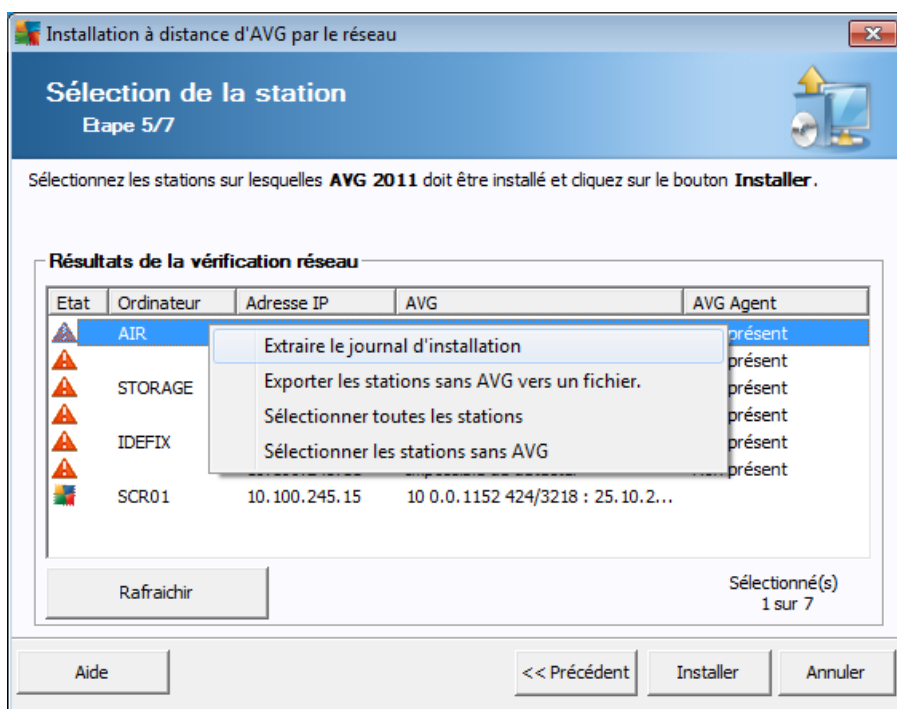 Installation à distance d'AVG par le réseau
Sélection de la station
Etape 5/7
Sélectionnez les stations sur lesquelles AVG 2011 doit être installé et cliquez sur le bouton Installer.
Résultats de la vérification réseau
Etat Ordinateur Adresse IP AVG AVG Agent
AIR présent
Extraire le journal d'installation
présent
Exporter les stations sans AVG vers un fichier.
STORAGE présent
Sélectionner toutes les stations
présent
IDEFIX présent
Sélectionner les stations sans AVG
présent
SCR01 10.100.245.15 10 0.0.1152 424/3218 : 25.10.2...
Rafraichir
Sélectionné(s)
1 sur 7
Aide << Précédent Installer Annuler